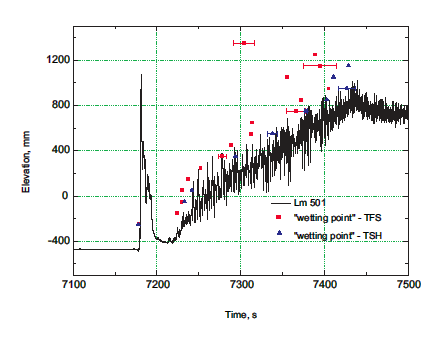 1200
800
400
0
-400
Elevation, mm
Lm 501
"wetting point" - TFS
"wetting point" - TSH
7100 7200 7300 7400 7500
Time, s